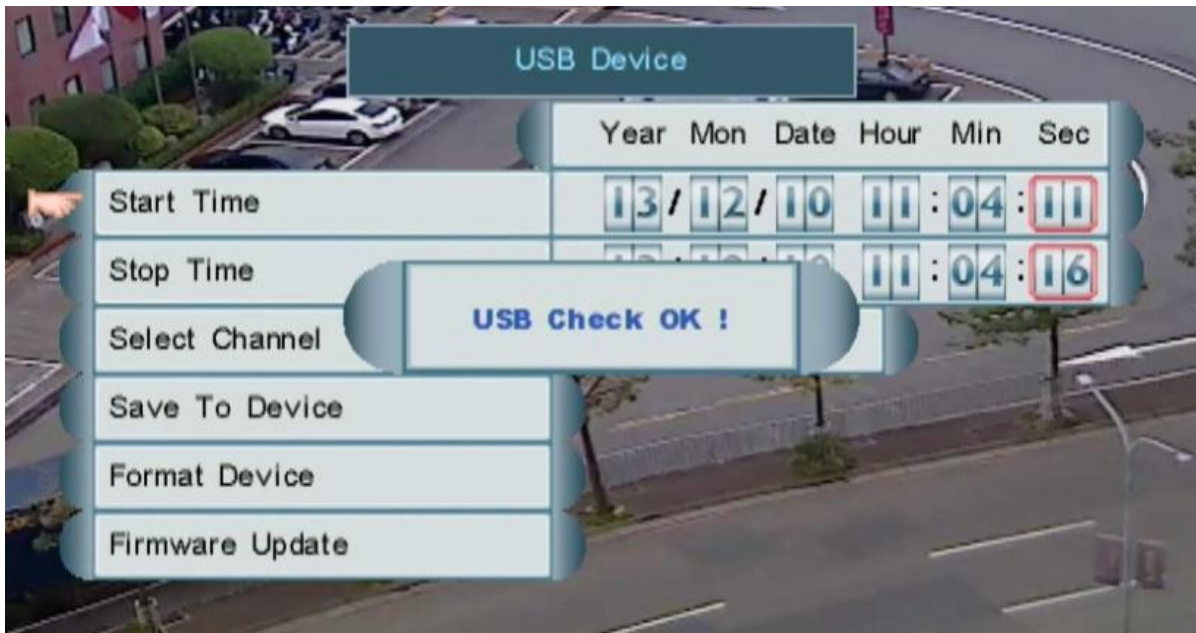 USB Device
Year Mon Date Hour Min Sec
Start Time 13/12/10 11:04:11
Stop Time 11:04:16
USB Check OK !
Select Channel
Save To Device
Format Device
Firmware Update